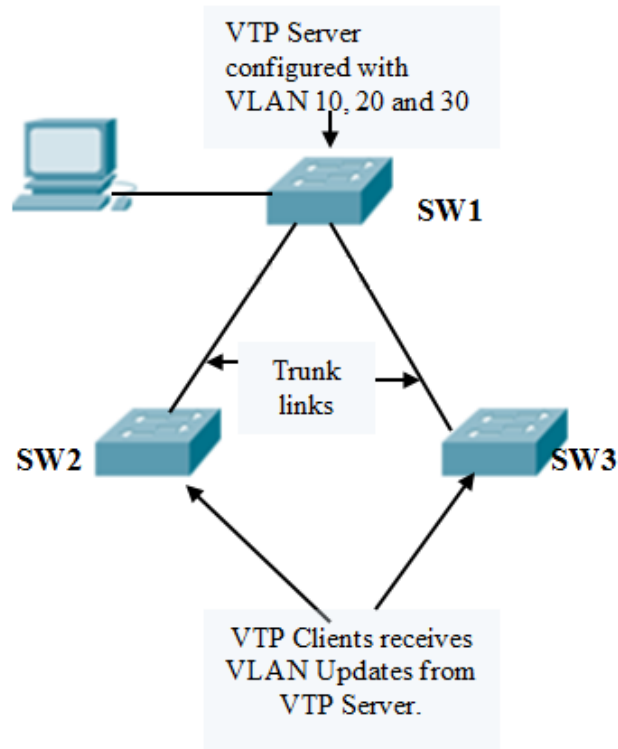 VTP Server
configured with
VLAN 10, 20 and 30
SW1
Trunk
links
SW2
SW3
VTP Clients receives
VLAN Updates from
VTP Server.